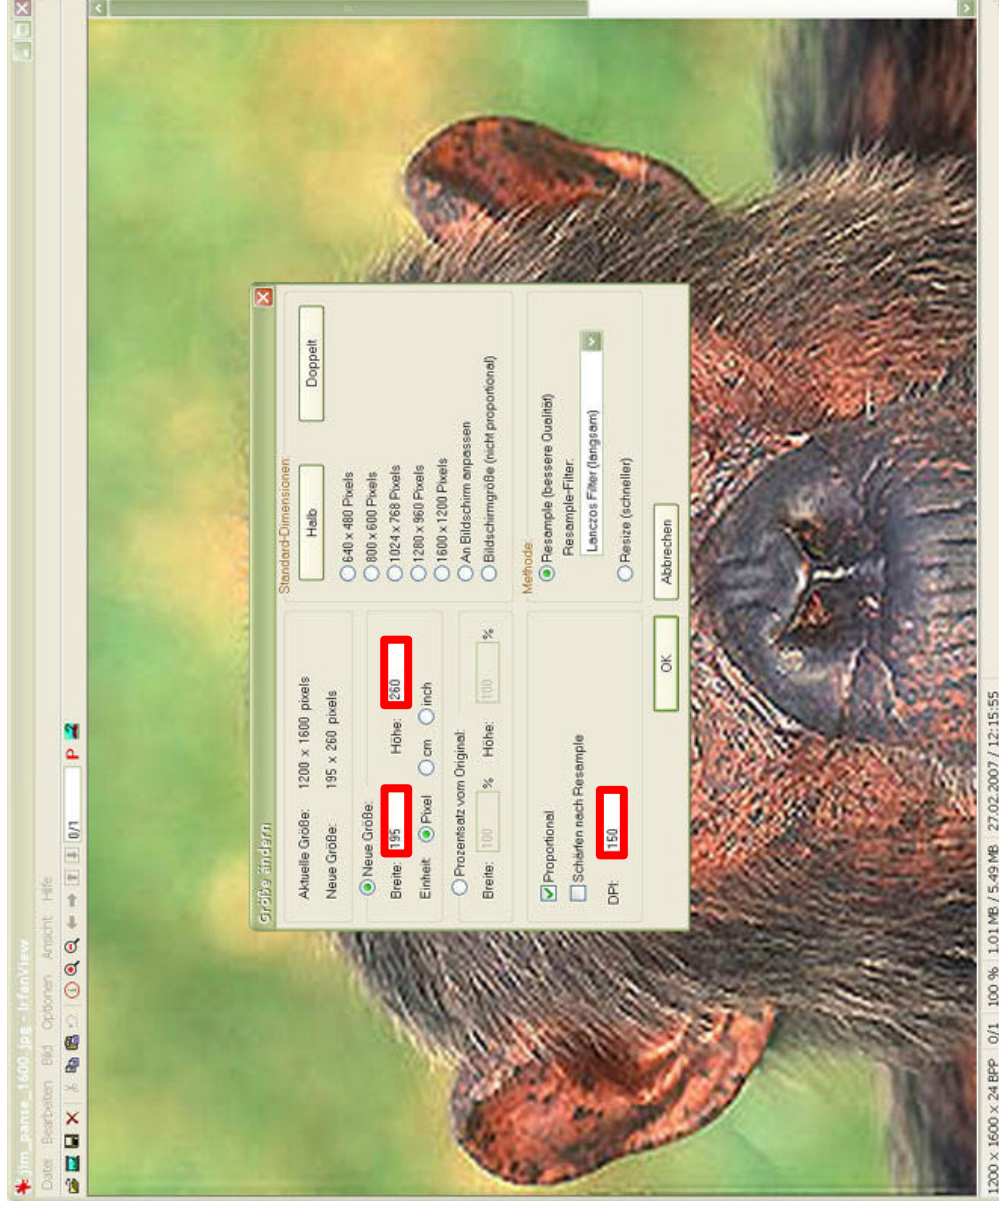 jim_panse_1600.jpg - IrfanView
Datei Bearbeiten Bild Optionen Ansicht Hilfe
0/1
Größe ändern
Aktuelle Größe: 1200 x 1600 pixels
Neue Größe: 195 x 260 pixels
Neue Größe:
Breite: 195 Höhe: 260
Einheit Pixel cm inch
Prozentsatz vom Original:
Breite: 100 % Höhe: 100 %
Proportional
Schärfen nach Resample
DPI: 150
Standard-Dimensionen:
Halb Doppelt
640 x 480 Pixels
800 x 600 Pixels
1024 x 768 Pixels
1280 x 960 Pixels
1600 x 1200 Pixels
An Bildschirm anpassen
Bildschirmgröße (nicht proportional)
Methode:
Resample (bessere Qualität)
Resample-Filter:
Lanczos Filter (langsam)
Resize (schneller)
OK Abbrechen
1200 x 1600 x 24 BPP 0/1 100 % 1.01 MB / 5.49 MB 27.02.2007 / 12:15:55